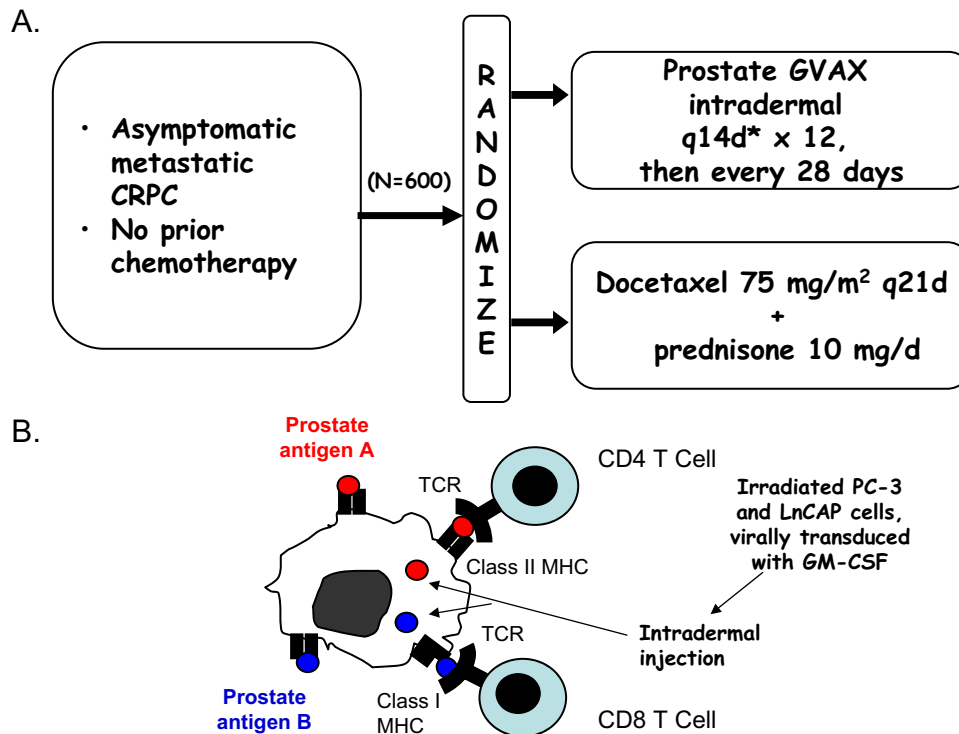 A.
• Asymptomatic
metastatic
CRPC
• No prior
chemotherapy
(N=600)
R
A
N
D
O
M
I
Z
E
Prostate GVAX
intradermal
q14d* x 12,
then every 28 days
Docetaxel 75 mg/m² q21d
+
prednisone 10 mg/d
B.
Prostate
antigen A
TCR
CD4 T Cell
Class II MHC
Irradiated PC-3
and LnCAP cells,
virally transduced
with GM-CSF
Intradermal
injection
TCR
Class I
MHC
Prostate
antigen B
CD8 T Cell